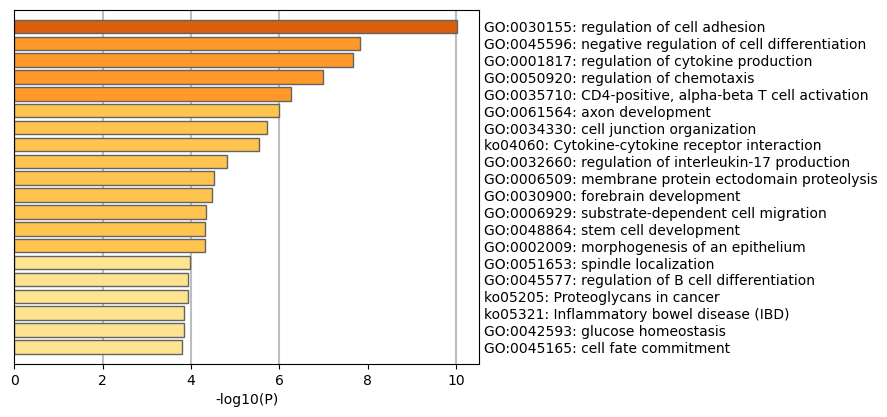 GO:0030155: regulation of cell adhesion
GO:0045596: negative regulation of cell differentiation
GO:0001817: regulation of cytokine production
GO:0050920: regulation of chemotaxis
GO:0035710: CD4-positive, alpha-beta T cell activation
GO:0061564: axon development
GO:0034330: cell junction organization
ko04060: Cytokine-cytokine receptor interaction
GO:0032660: regulation of interleukin-17 production
GO:0006509: membrane protein ectodomain proteolysis
GO:0030900: forebrain development
GO:0006929: substrate-dependent cell migration
GO:0048864: stem cell development
GO:0002009: morphogenesis of an epithelium
GO:0051653: spindle localization
GO:0045577: regulation of B cell differentiation
ko05205: Proteoglycans in cancer
ko05321: Inflammatory bowel disease (IBD)
GO:0042593: glucose homeostasis
GO:0045165: cell fate commitment
0 2 4 6 8 10
-log10(P)